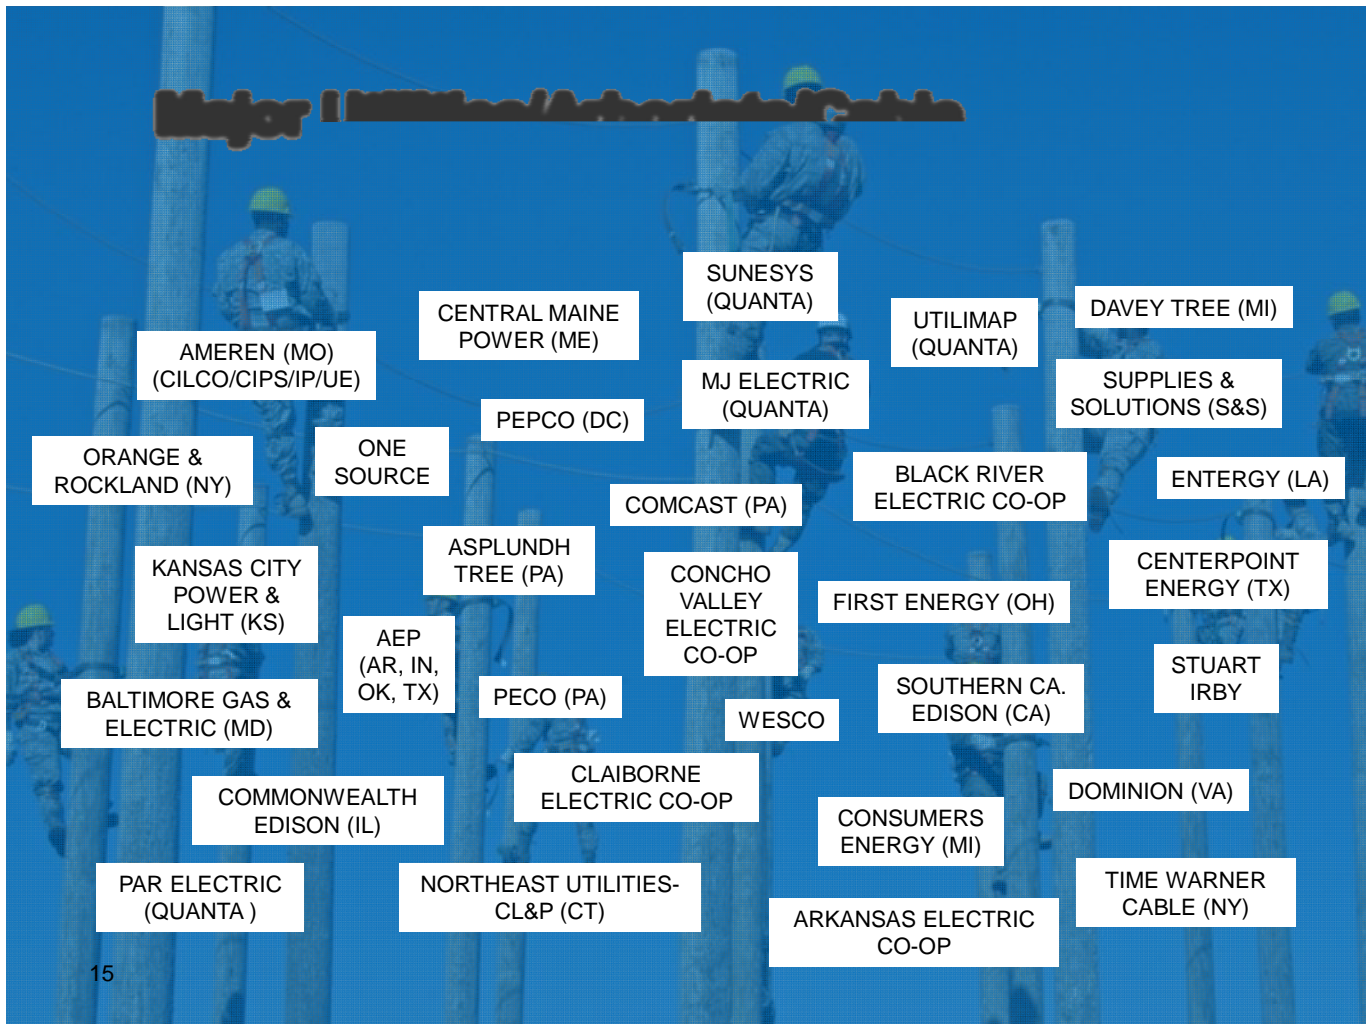 Major
SUNESYS
(QUANTA)
CENTRAL MAINE
POWER (ME)
UTILIMAP
(QUANTA)
DAVEY TREE (MI)
AMEREN (MO)
(CILCO/CIPS/IP/UE)
MJ ELECTRIC
(QUANTA)
SUPPLIES &
SOLUTIONS (S&S)
PEPCO (DC)
ORANGE &
ROCKLAND (NY)
ONE
SOURCE
BLACK RIVER
ELECTRIC CO-OP
ENTERGY (LA)
COMCAST (PA)
ASPLUNDH
TREE (PA)
KANSAS CITY
POWER &
LIGHT (KS)
CONCHO
VALLEY
ELECTRIC
CO-OP
FIRST ENERGY (OH)
CENTERPOINT
ENERGY (TX)
AEP
(AR, IN,
OK, TX)
STUART
IRBY
BALTIMORE GAS &
ELECTRIC (MD)
PECO (PA)
SOUTHERN CA.
EDISON (CA)
WESCO
CLAIBORNE
ELECTRIC CO-OP
COMMONWEALTH
EDISON (IL)
DOMINION (VA)
CONSUMERS
ENERGY (MI)
PAR ELECTRIC
(QUANTA )
NORTHEAST UTILITIES-
CL&P (CT)
TIME WARNER
CABLE (NY)
ARKANSAS ELECTRIC
CO-OP
15